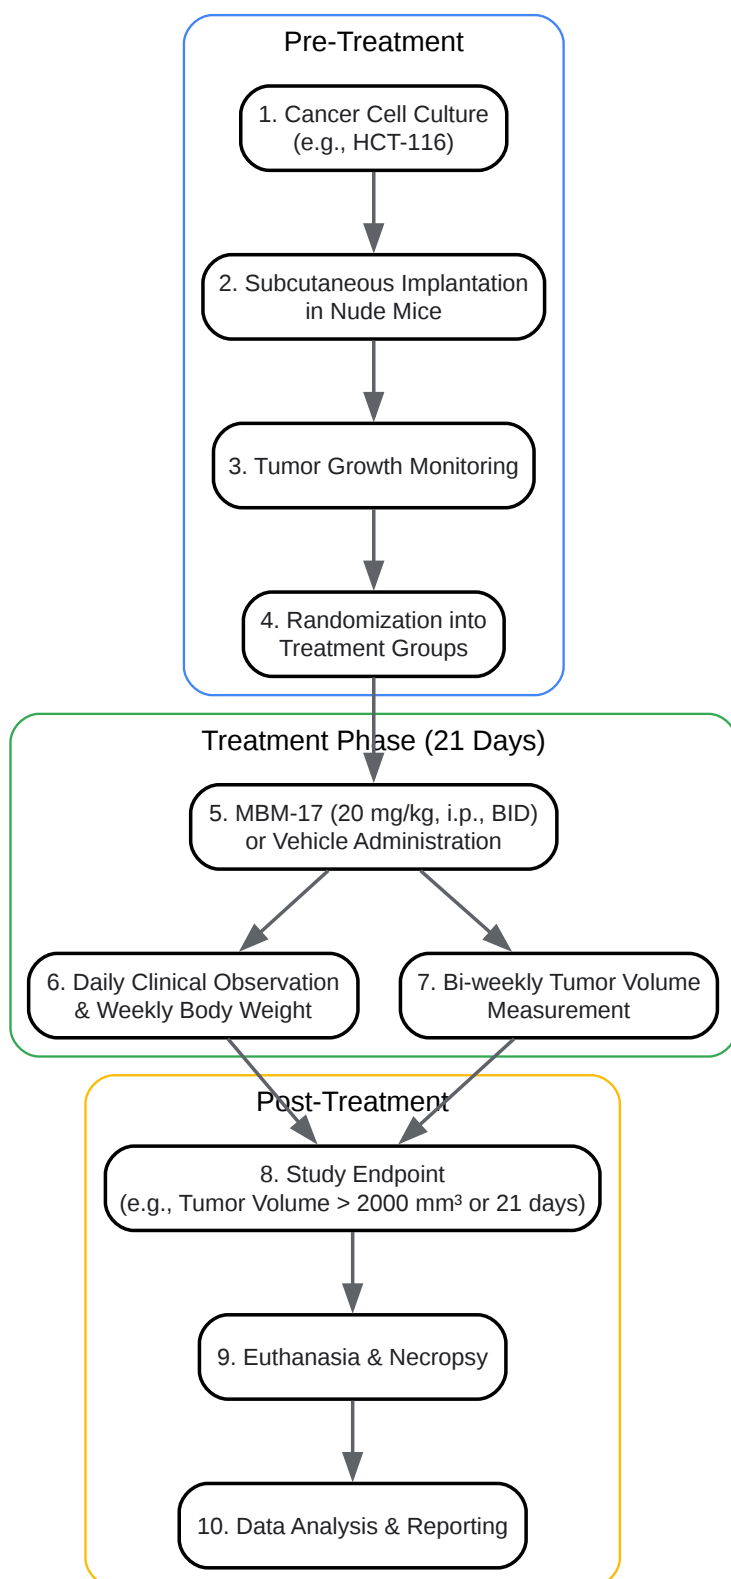 Pre-Treatment
1. Cancer Cell Culture
(e.g., HCT-116)
2. Subcutaneous Implantation
in Nude Mice
3. Tumor Growth Monitoring
4. Randomization into
Treatment Groups
Treatment Phase (21 Days)
5. MBM-17 (20 mg/kg, i.p., BID)
or Vehicle Administration
6. Daily Clinical Observation
& Weekly Body Weight
7. Bi-weekly Tumor Volume
Measurement
Post-Treatment
8. Study Endpoint
(e.g., Tumor Volume > 2000 mm³ or 21 days)
9. Euthanasia & Necropsy
10. Data Analysis & Reporting